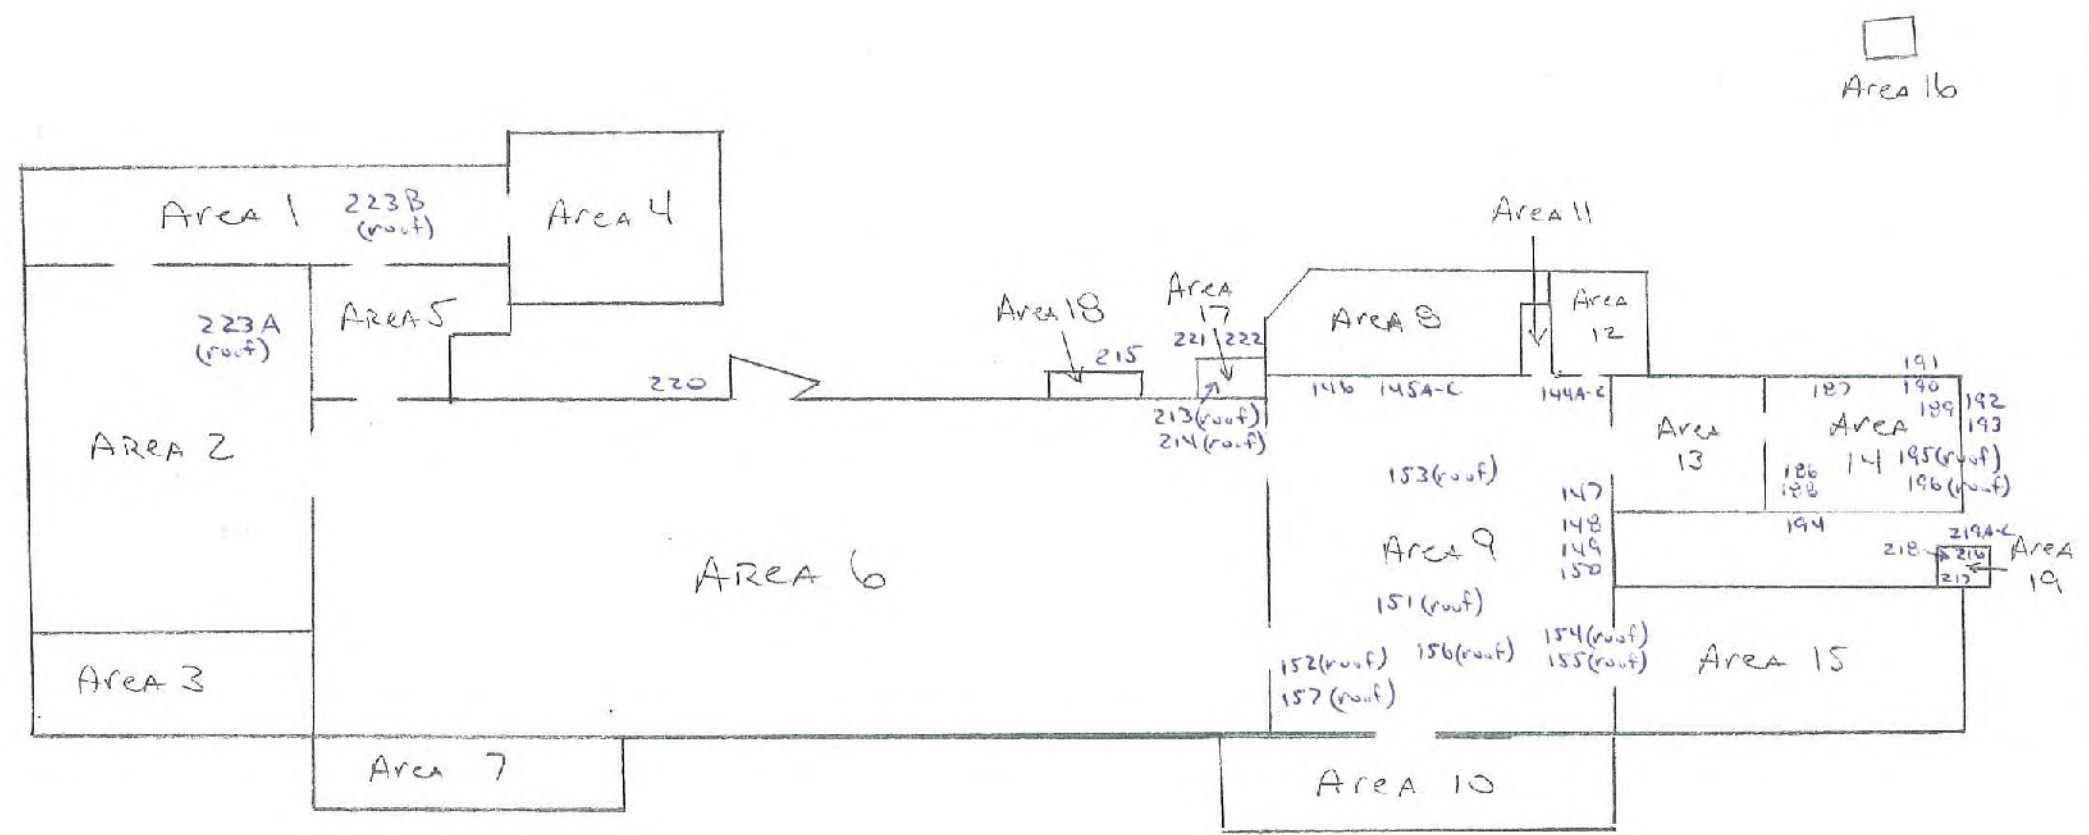 Area 16
Area 1
223B
(roof)
Area 4
Area 11
Area 5
223A
(roof)
Area 18
Area
17
221
222
215
220
213(roof)
214(roof)
Area 8
Area
12
146
145A-C
144A-C
191
187
190
189
192
193
Area 2
Area
13
Area
14
195(roof)
196(roof)
186
188
153(roof)
147
148
149
150
Area 9
194
219A-C
218
216
217
Area
19
Area 6
151(roof)
152(roof)
156(roof)
154(roof)
155(roof)
157(roof)
Area 15
Area 3
Area 7
Area 10